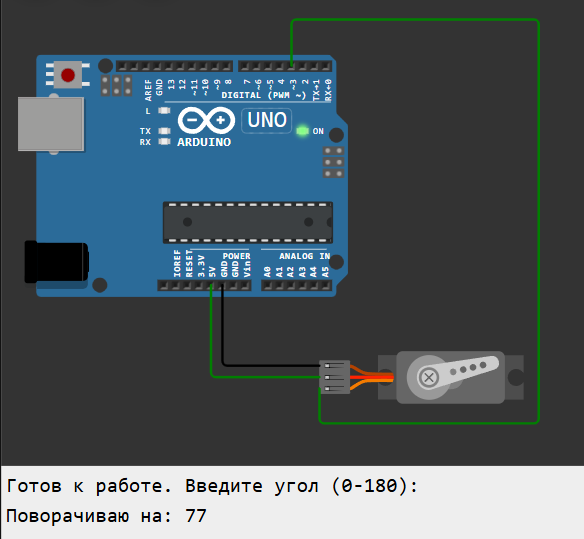 AREF
GND
13
12
~11
~10
~9
8
7
~6
~5
4
~3
2
TX→1
RX←0
DIGITAL (PWM ~)
L
TX
RX
UNO
ON
ARDUINO
IOREF
RESET
3.3V
5V
GND
GND
Vin
POWER
ANALOG IN
A0
A1
A2
A3
A4
A5
Готов к работе. Введите угол (0-180):
Поворачиваю на: 77